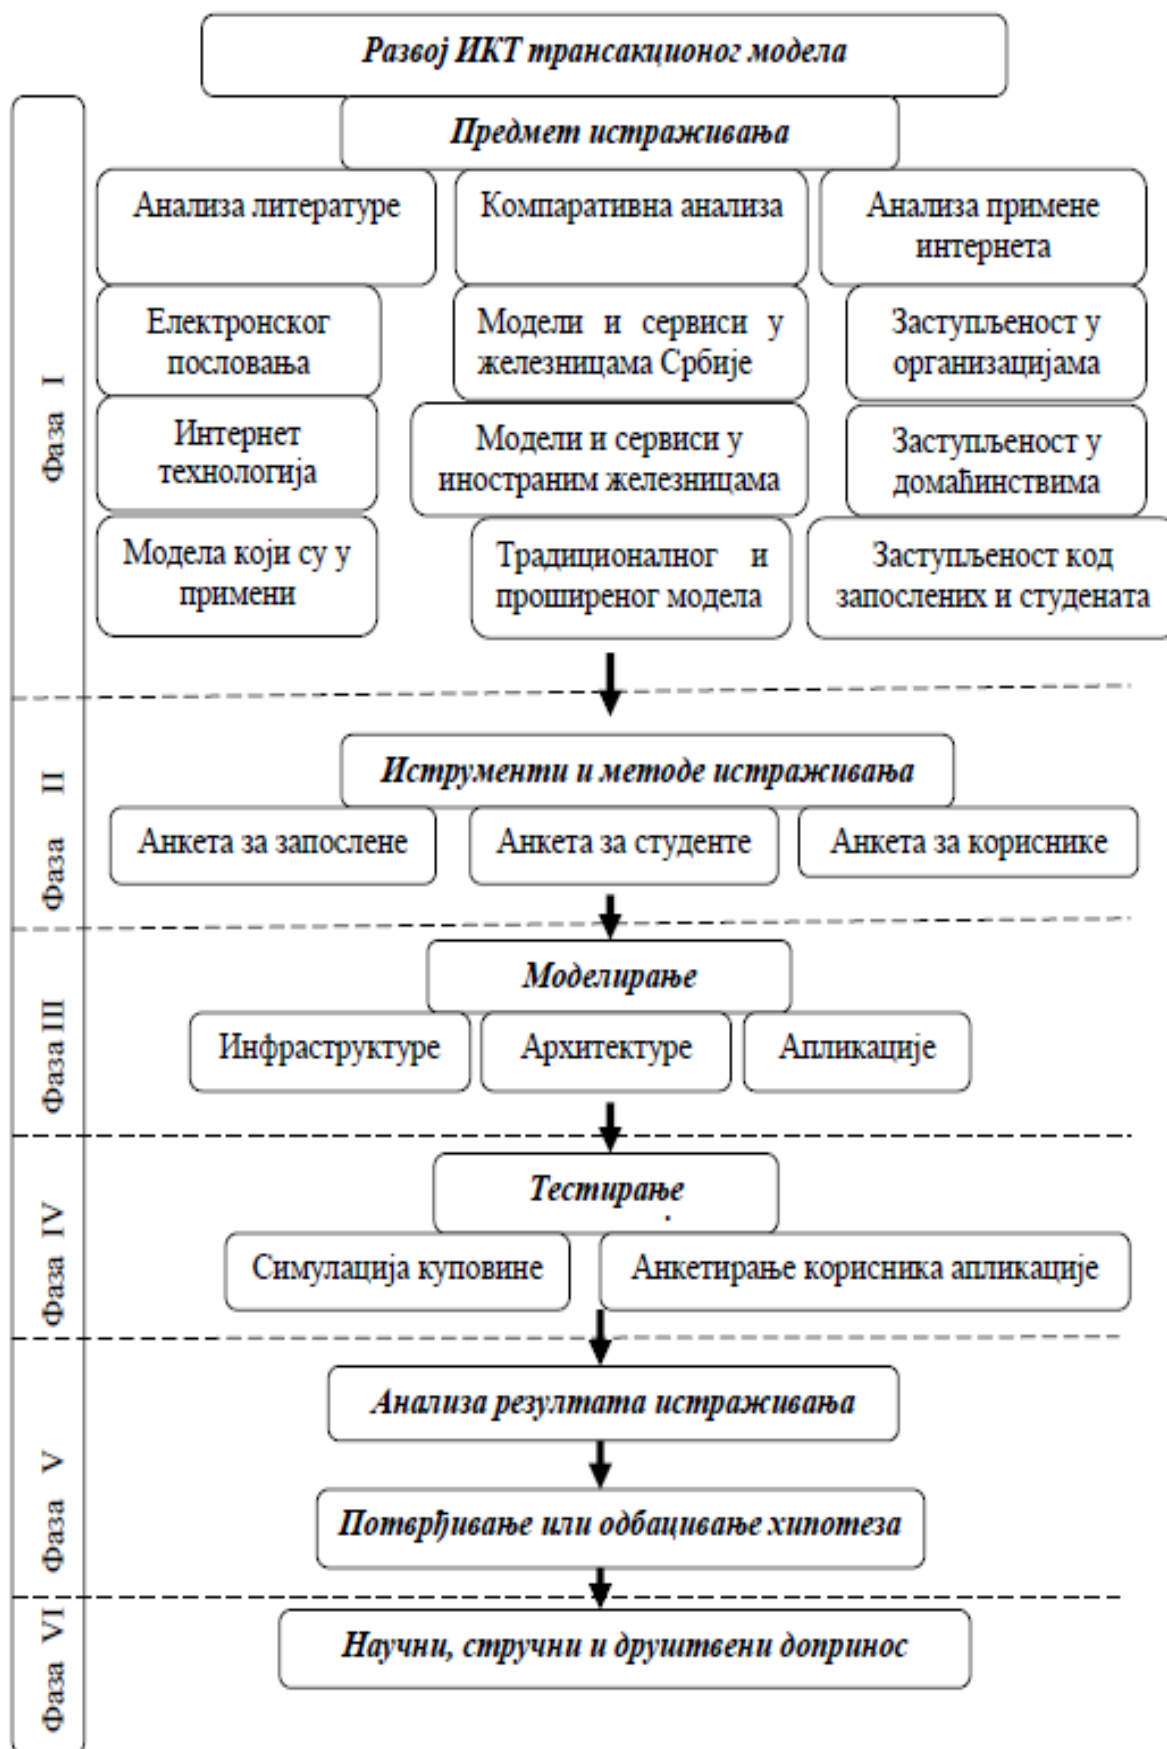 Развој ИКТ трансакционог модела
Предмет истраживања
Анализа литературе
Компаративна анализа
Анализа примене
интернета
Електронског
пословања
Модели и сервиси у
железницама Србије
Заступљеност у
организацијама
Интернет
технологија
Модели и сервиси у
иностраним железницама
Заступљеност у
домаћинствима
Модела који су у
примени
Традиционалног и
проширеног модела
Заступљеност код
запослених и студената
Фаза I
Иструменти и методе истраживања
Анкета за запослене
Анкета за студенте
Анкета за кориснике
Фаза II
Моделирање
Инфраструктуре
Архитектуре
Апликације
Фаза III
Тестирање
Симулација куповине
Анкетирање корисника апликације
Фаза IV
Анализа резултата истраживања
Потврђивање или одбацивање хипотеза
Фаза V
Научни, стручни и друштвени допринос
Фаза VI